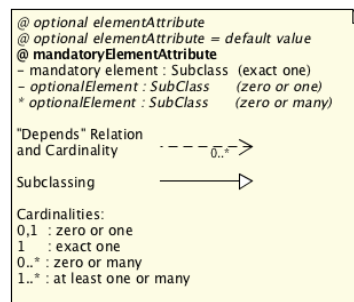 @ optional elementAttribute
@ optional elementAttribute = default value
@ mandatoryElementAttribute
- mandatory element : Subclass (exact one)
- optionalElement : SubClass (zero or one)
* optionalElement : SubClass (zero or many)
"Depends" Relation
and Cardinality
0..*
Subclassing
Cardinalities:
0,1 : zero or one
1 : exact one
0..* : zero or many
1..* : at least one or many